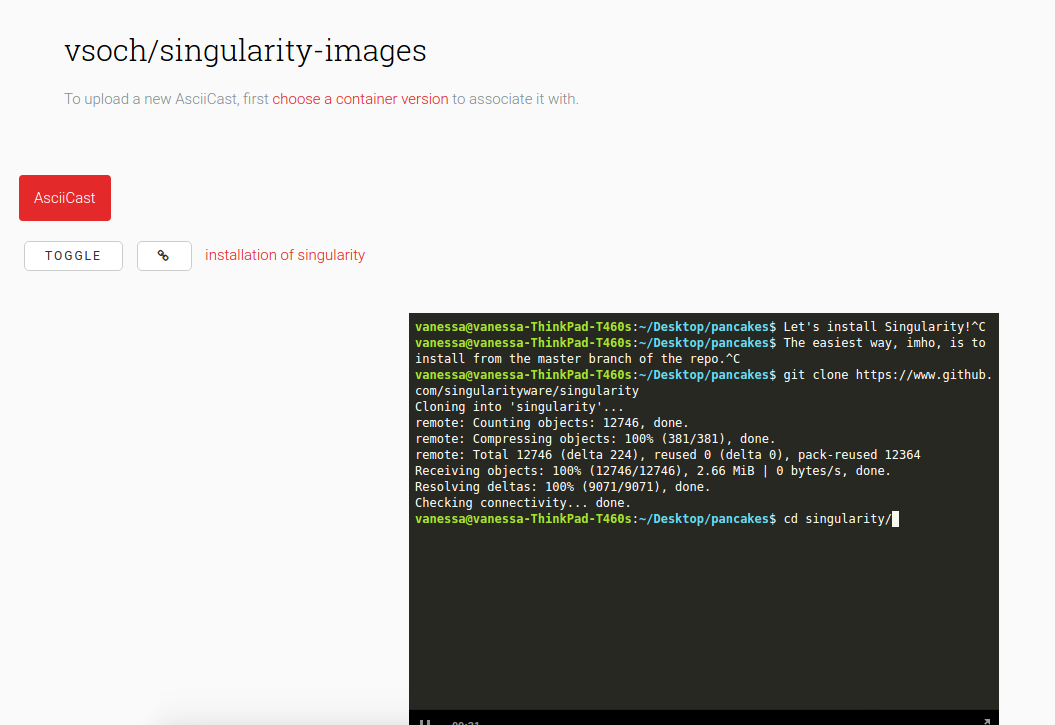 vsoch/singularity-images
To upload a new AsciiCast, first choose a container version to associate it with.
AsciiCast
TOGGLE
installation of singularity
vanessa@vanessa-ThinkPad-T460s:~/Desktop/pancakes$ Let's install Singularity!^C
vanessa@vanessa-ThinkPad-T460s:~/Desktop/pancakes$ The easiest way, imho, is to
install from the master branch of the repo.^C
vanessa@vanessa-ThinkPad-T460s:~/Desktop/pancakes$ git clone https://www.github.
com/singularityware/singularity
Cloning into 'singularity'...
remote: Counting objects: 12746, done.
remote: Compressing objects: 100% (381/381), done.
remote: Total 12746 (delta 224), reused 0 (delta 0), pack-reused 12364
Receiving objects: 100% (12746/12746), 2.66 MiB | 0 bytes/s, done.
Resolving deltas: 100% (9071/9071), done.
Checking connectivity... done.
vanessa@vanessa-ThinkPad-T460s:~/Desktop/pancakes$ cd singularity/